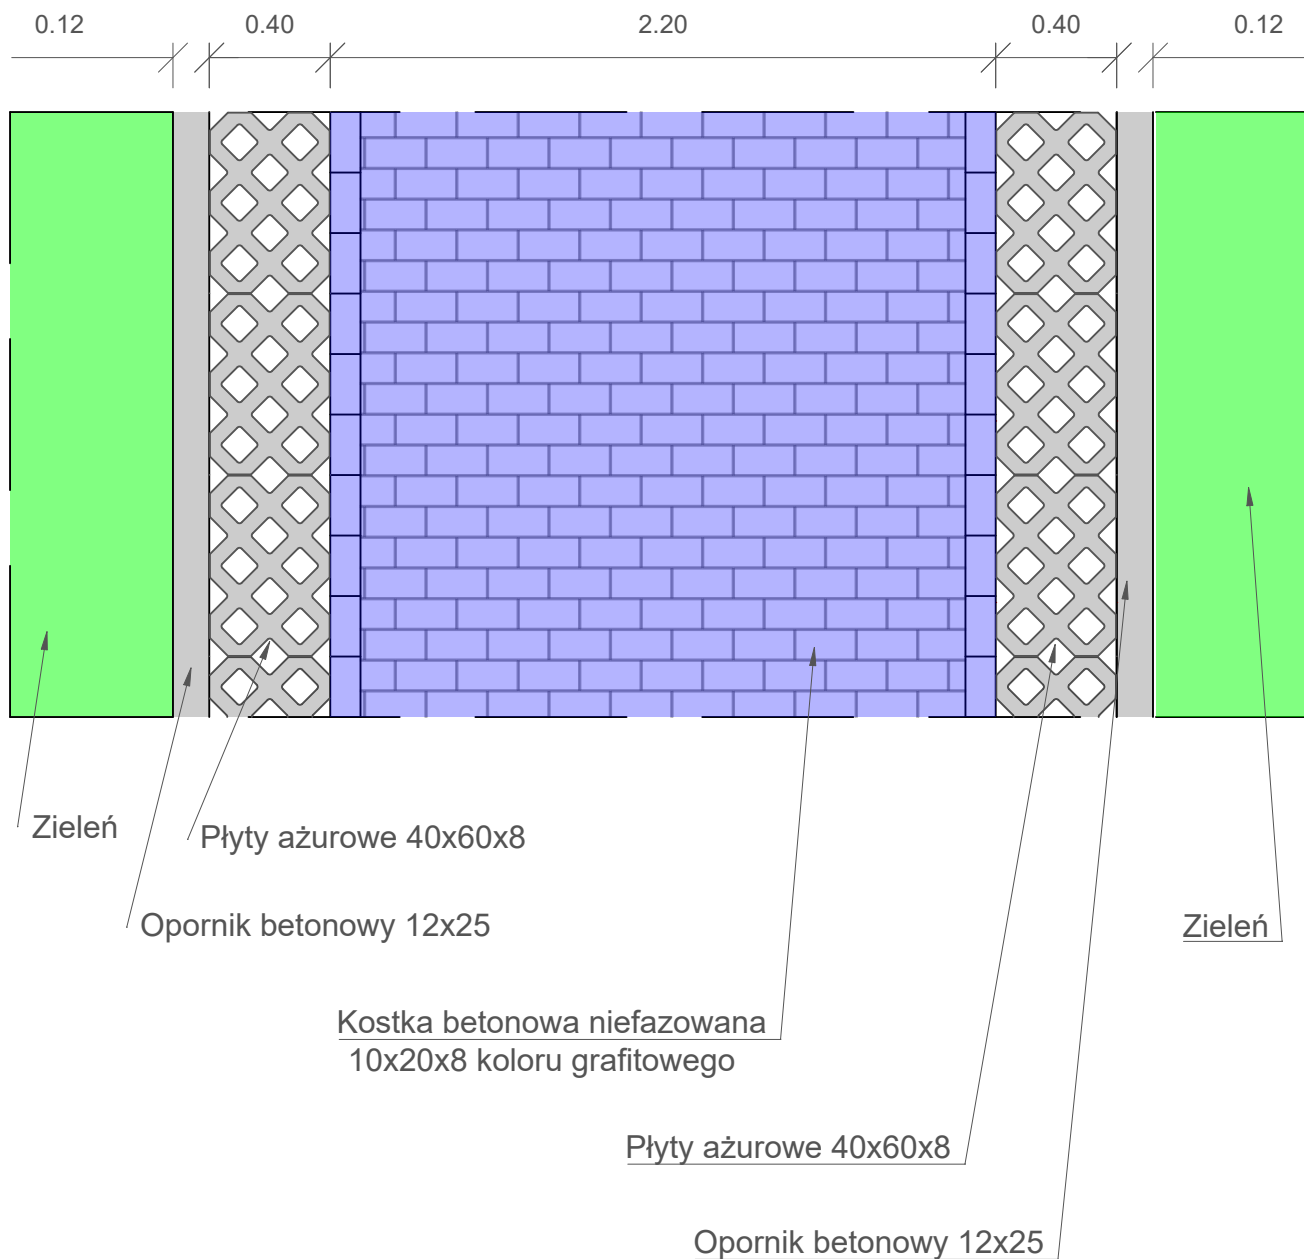 0.12
0.40
2.20
0.40
0.12
Zieleń
Płyty ażurowe 40x60x8
Opornik betonowy 12x25
Zieleń
Kostka betonowa niefazowana
10x20x8 koloru grafitowego
Płyty ażurowe 40x60x8
Opornik betonowy 12x25